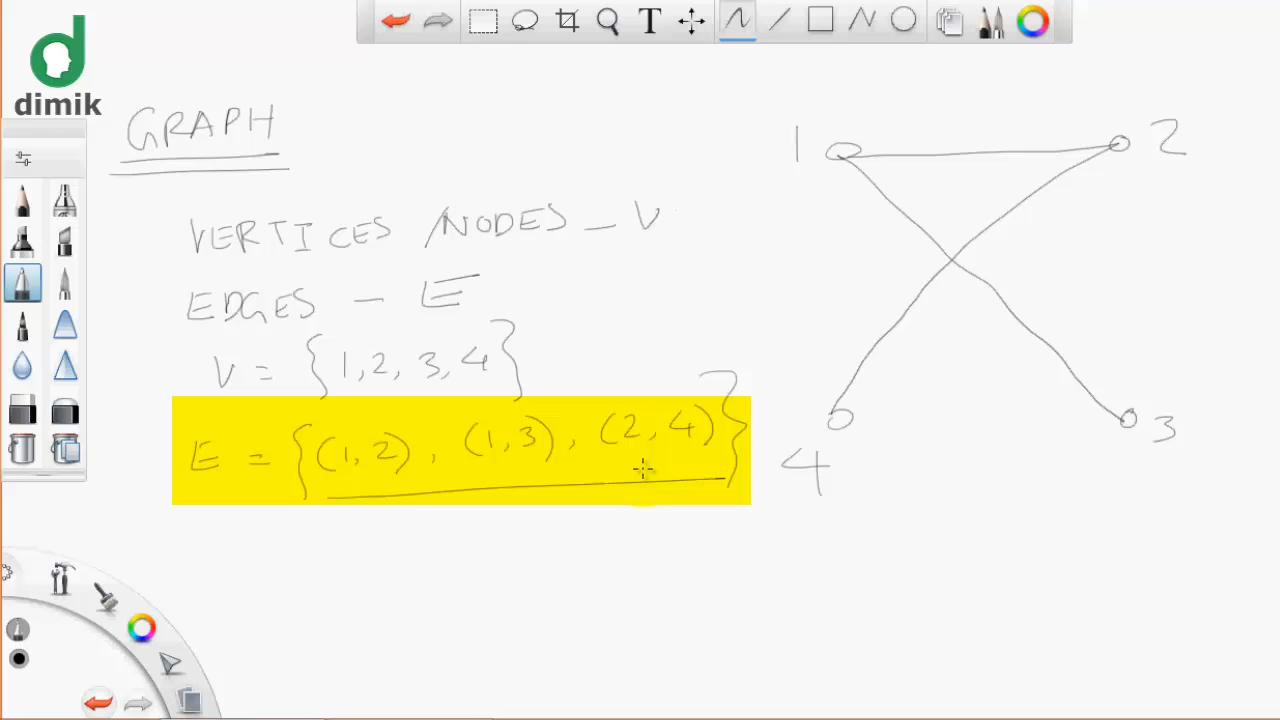 dimik
GRAPH
VERTICES / NODES - V
EDGES - E
V = {1, 2, 3, 4}
E = {(1, 2), (1, 3), (2, 4)}
1
2
4
3
T